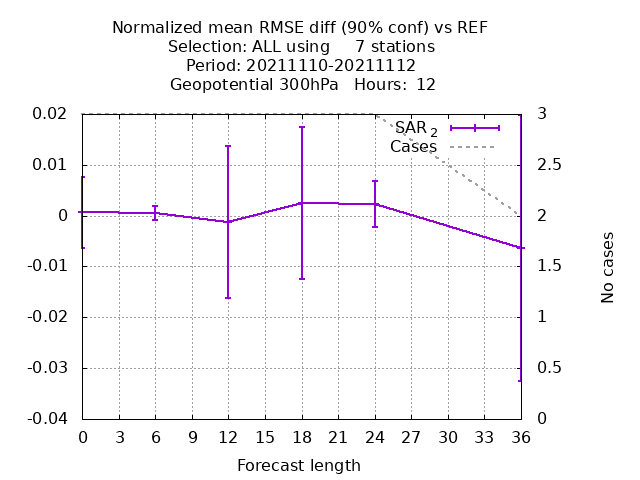 Normalized mean RMSE diff (90% conf) vs REF
Selection: ALL using 7 stations
Period: 20211110-20211112
Geopotential 300hPa Hours: 12
0.02
0.01
0
-0.01
-0.02
-0.03
-0.04
3
2.5
2
1.5
1
0.5
0
SAR 2
Cases
No cases
0 3 6 9 12 15 18 21 24 27 30 33 36
Forecast length